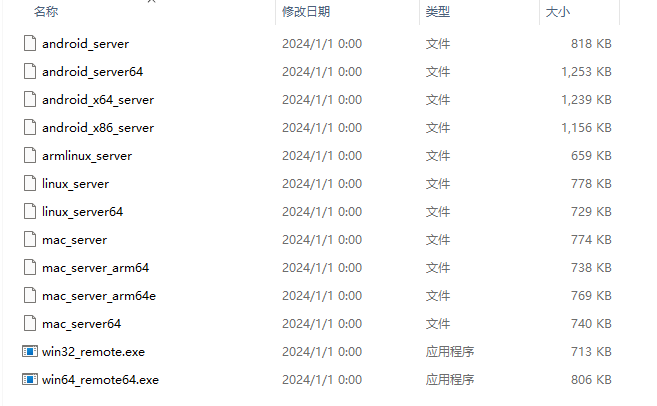 名称 修改日期 类型 大小
android_server 2024/1/1 0:00 文件 818 KB
android_server64 2024/1/1 0:00 文件 1,253 KB
android_x64_server 2024/1/1 0:00 文件 1,239 KB
android_x86_server 2024/1/1 0:00 文件 1,156 KB
armlinux_server 2024/1/1 0:00 文件 659 KB
linux_server 2024/1/1 0:00 文件 778 KB
linux_server64 2024/1/1 0:00 文件 729 KB
mac_server 2024/1/1 0:00 文件 774 KB
mac_server_arm64 2024/1/1 0:00 文件 738 KB
mac_server_arm64e 2024/1/1 0:00 文件 769 KB
mac_server64 2024/1/1 0:00 文件 740 KB
win32_remote.exe 2024/1/1 0:00 应用程序 713 KB
win64_remote64.exe 2024/1/1 0:00 应用程序 806 KB